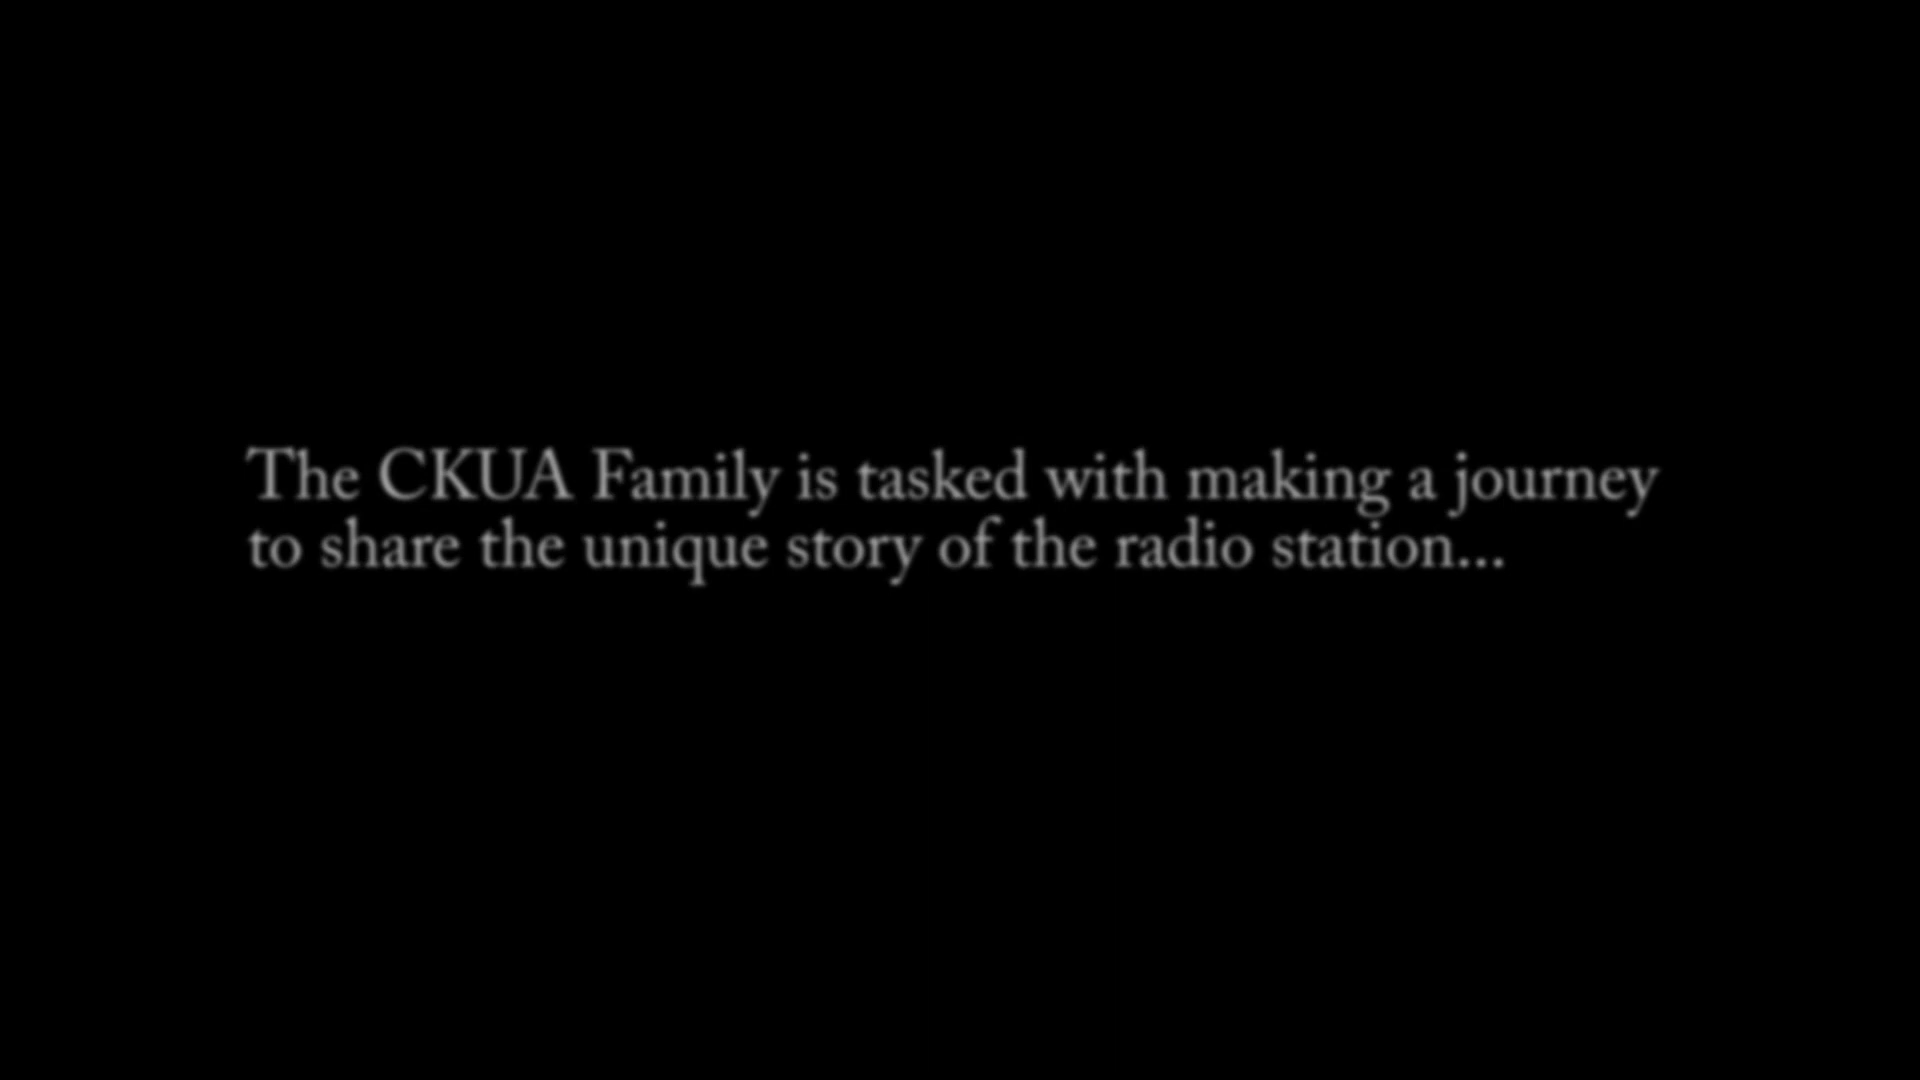 The CKUA Family is tasked with making a journey
to share the unique story of the radio station...